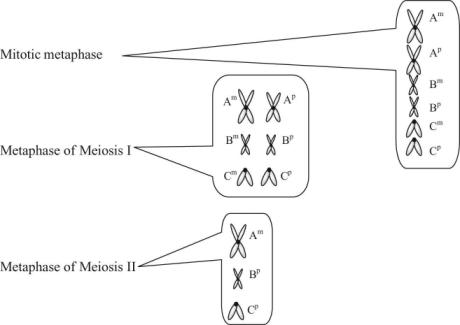 Mitotic metaphase
Aᵐ
Aᵖ
Bᵐ
Bᵖ
Cᵐ
Cᵖ
Metaphase of Meiosis I
Aᵐ Aᵖ
Bᵐ Bᵖ
Cᵐ Cᵖ
Metaphase of Meiosis II
Aᵐ
Bᵖ
Cᵖ